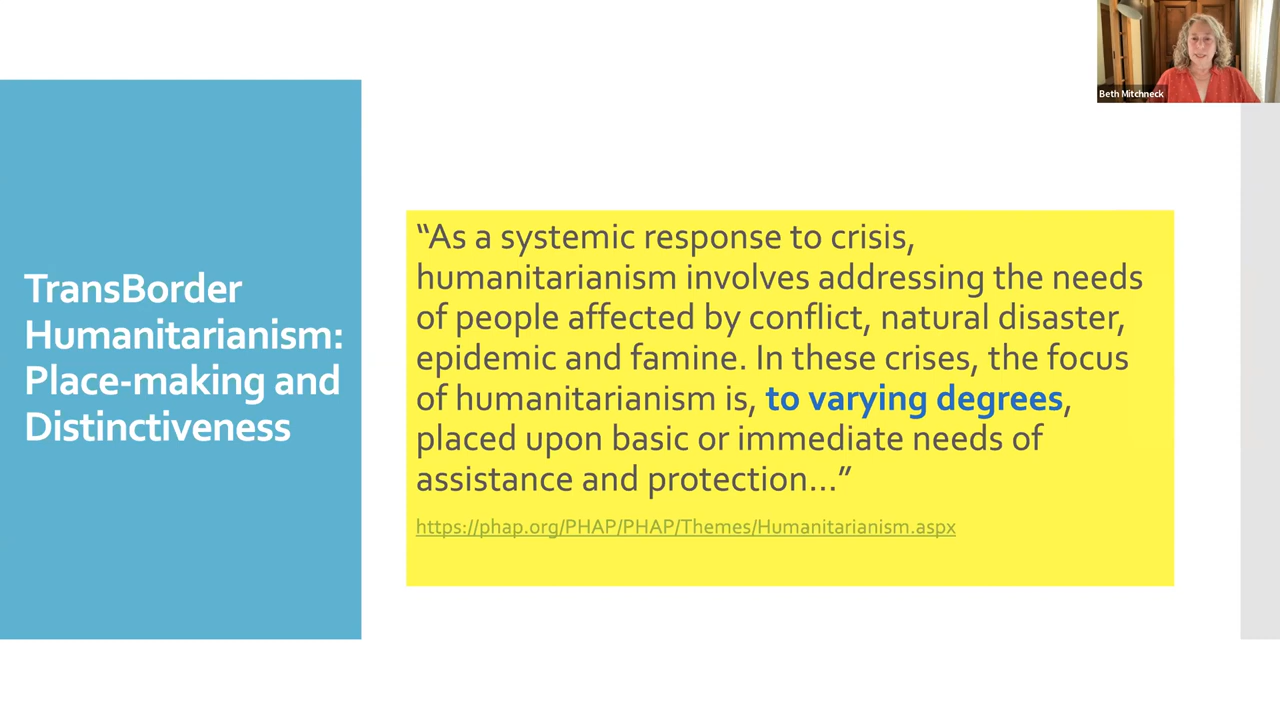 Beth Mitchneck
TransBorder
Humanitarianism:
Place-making and
Distinctiveness
“As a systemic response to crisis,
humanitarianism involves addressing the needs
of people affected by conflict, natural disaster,
epidemic and famine. In these crises, the focus
of humanitarianism is, to varying degrees,
placed upon basic or immediate needs of
assistance and protection…”
https://phap.org/PHAP/PHAP/Themes/Humanitarianism.aspx